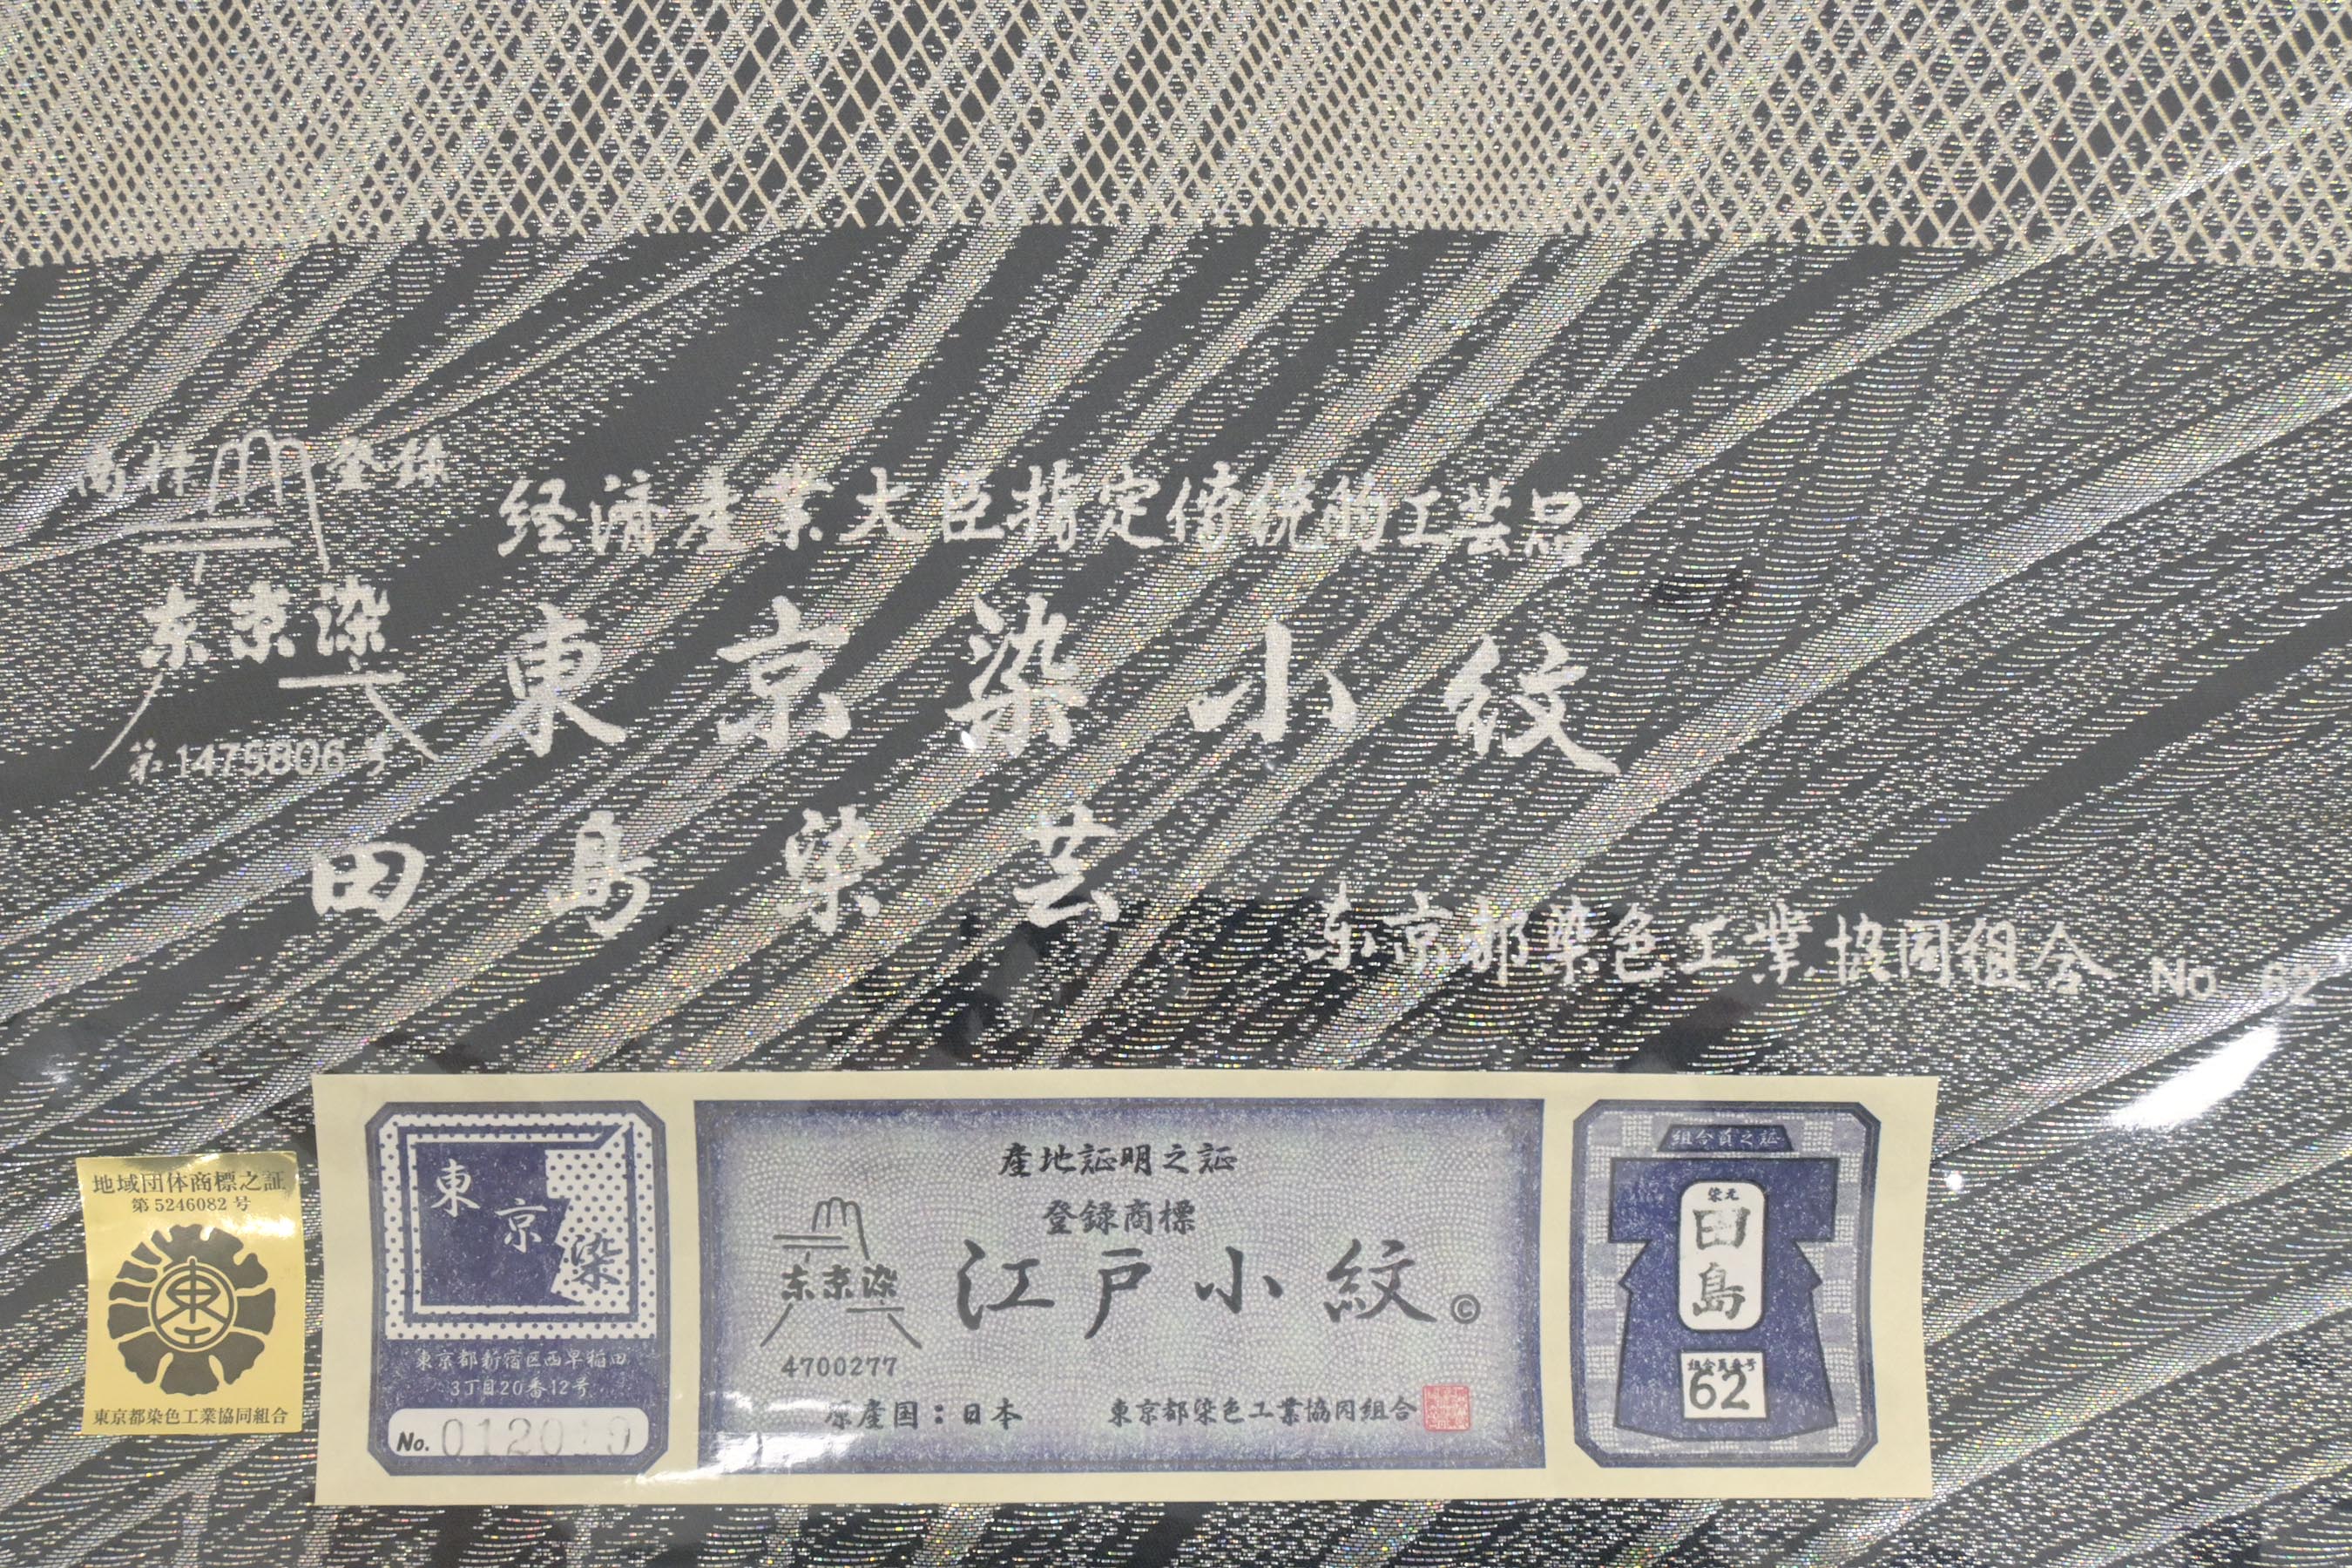 商標登録
経済産業大臣指定傳統的工芸品
东京染
東京染小紋
第1475806号
田島染芸
东京都染色工業協同組合 No. 62
地域団体商標之証
第5246082号
東
東京都染色工業協同組合
東京染
東京都新宿区西早稲田
3丁目20番12号
No. 012019
産地証明之証
登録商標
东京染
江戸小紋©
4700277
原産国:日本
東京都染色工業協同組合
組合員之証
染元
田島
組合員番号
62